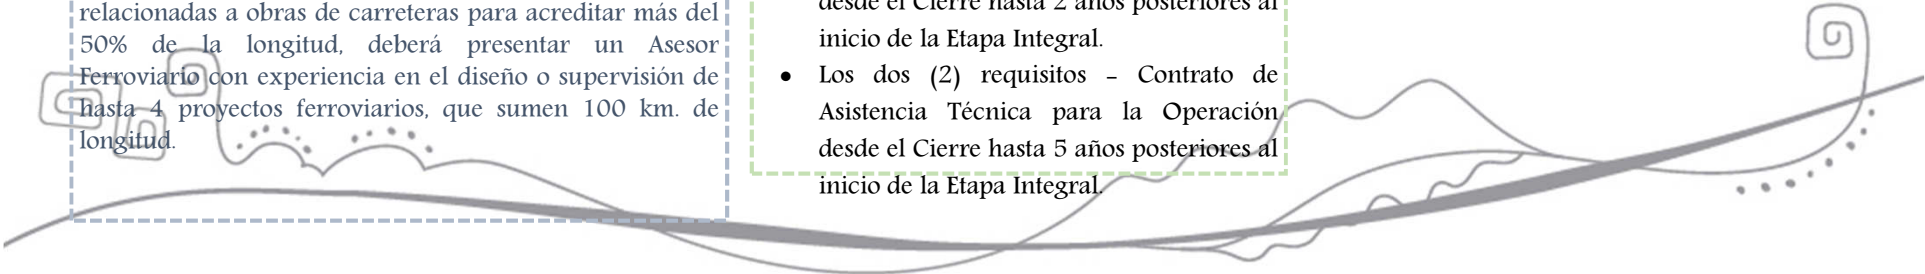 relacionadas a obras de carreteras para acreditar más del
50% de la longitud, deberá presentar un Asesor
Ferroviario con experiencia en el diseño o supervisión de
hasta 4 proyectos ferroviarios, que sumen 100 km. de
longitud.
desde el Cierre hasta 2 años posteriores al
inicio de la Etapa Integral.
• Los dos (2) requisitos – Contrato de
Asistencia Técnica para la Operación
desde el Cierre hasta 5 años posteriores al
inicio de la Etapa Integral.